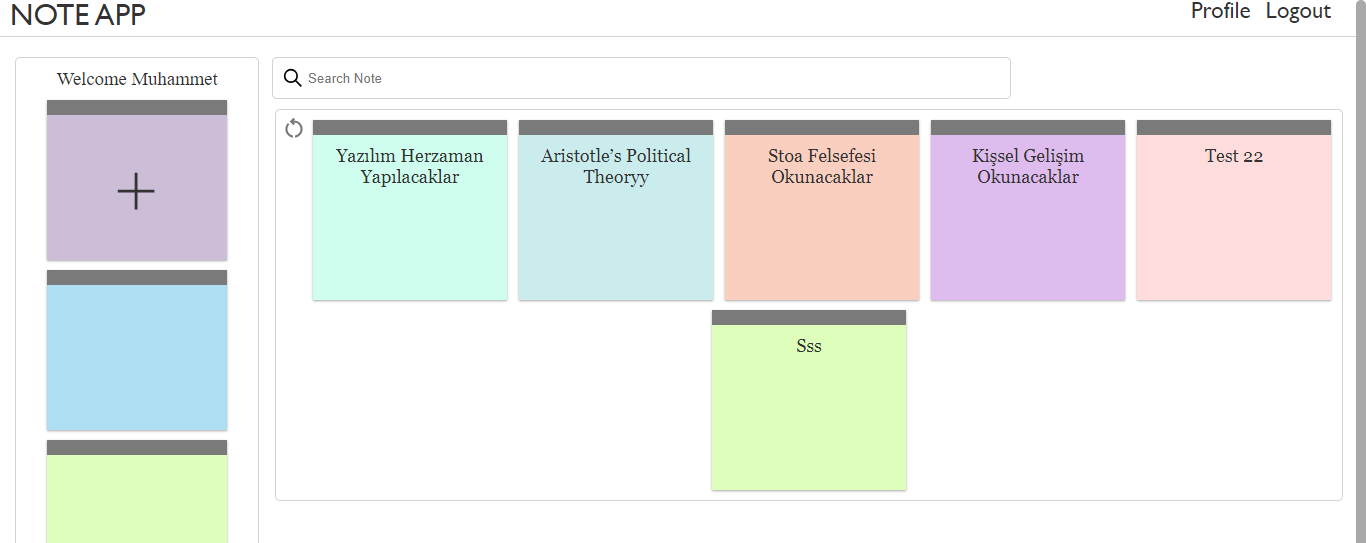 NOTE APP
Profile Logout
Welcome Muhammet
Search Note
Yazılım Herzaman
Yapılacaklar
Aristotle’s Political
Theoryy
Stoa Felsefesi
Okunacaklar
Kişsel Gelişim
Okunacaklar
Test 22
Sss